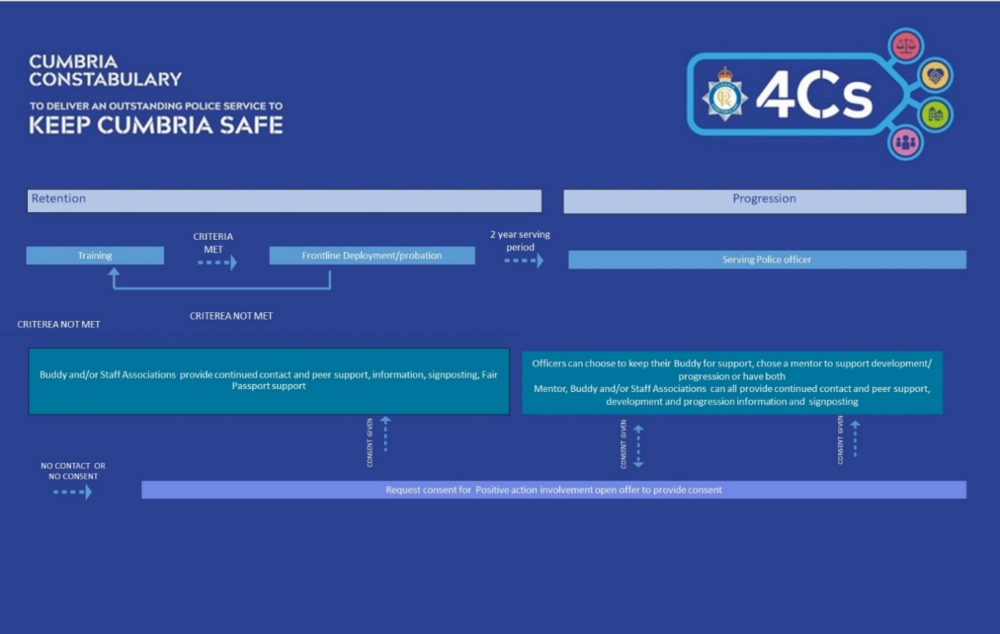 CUMBRIA
CONSTABULARY
TO DELIVER AN OUTSTANDING POLICE SERVICE TO
KEEP CUMBRIA SAFE
4Cs
Retention
Progression
Training
CRITERIA
MET
Frontline Deployment/probation
2 year serving
period
Serving Police officer
CRITEREA NOT MET
CRITEREA NOT MET
Buddy and/or Staff Associations provide continued contact and peer support, information, signposting, Fair
Passport support
Officers can choose to keep their Buddy for support, chose a mentor to support development/
progression or have both
Mentor, Buddy and/or Staff Associations can all provide continued contact and peer support,
development and progression information and signposting
CONSENT GIVEN
CONSENT GIVEN
CONSENT GIVEN
NO CONTACT OR
NO CONSENT
Request consent for Positive action involvement open offer to provide consent